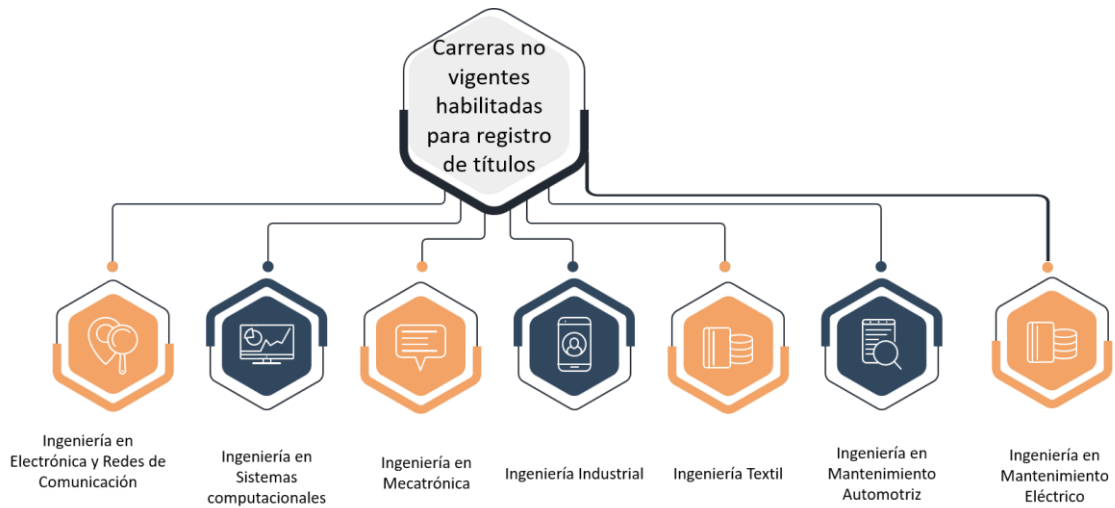 Carreras no
vigentes
habilitadas
para registro
de títulos
Ingeniería en
Electrónica y Redes de
Comunicación
Ingeniería en
Sistemas
computacionales
Ingeniería en
Mecatrónica
Ingeniería Industrial
Ingeniería Textil
Ingeniería en
Mantenimiento
Automotriz
Ingeniería en
Mantenimiento
Eléctrico